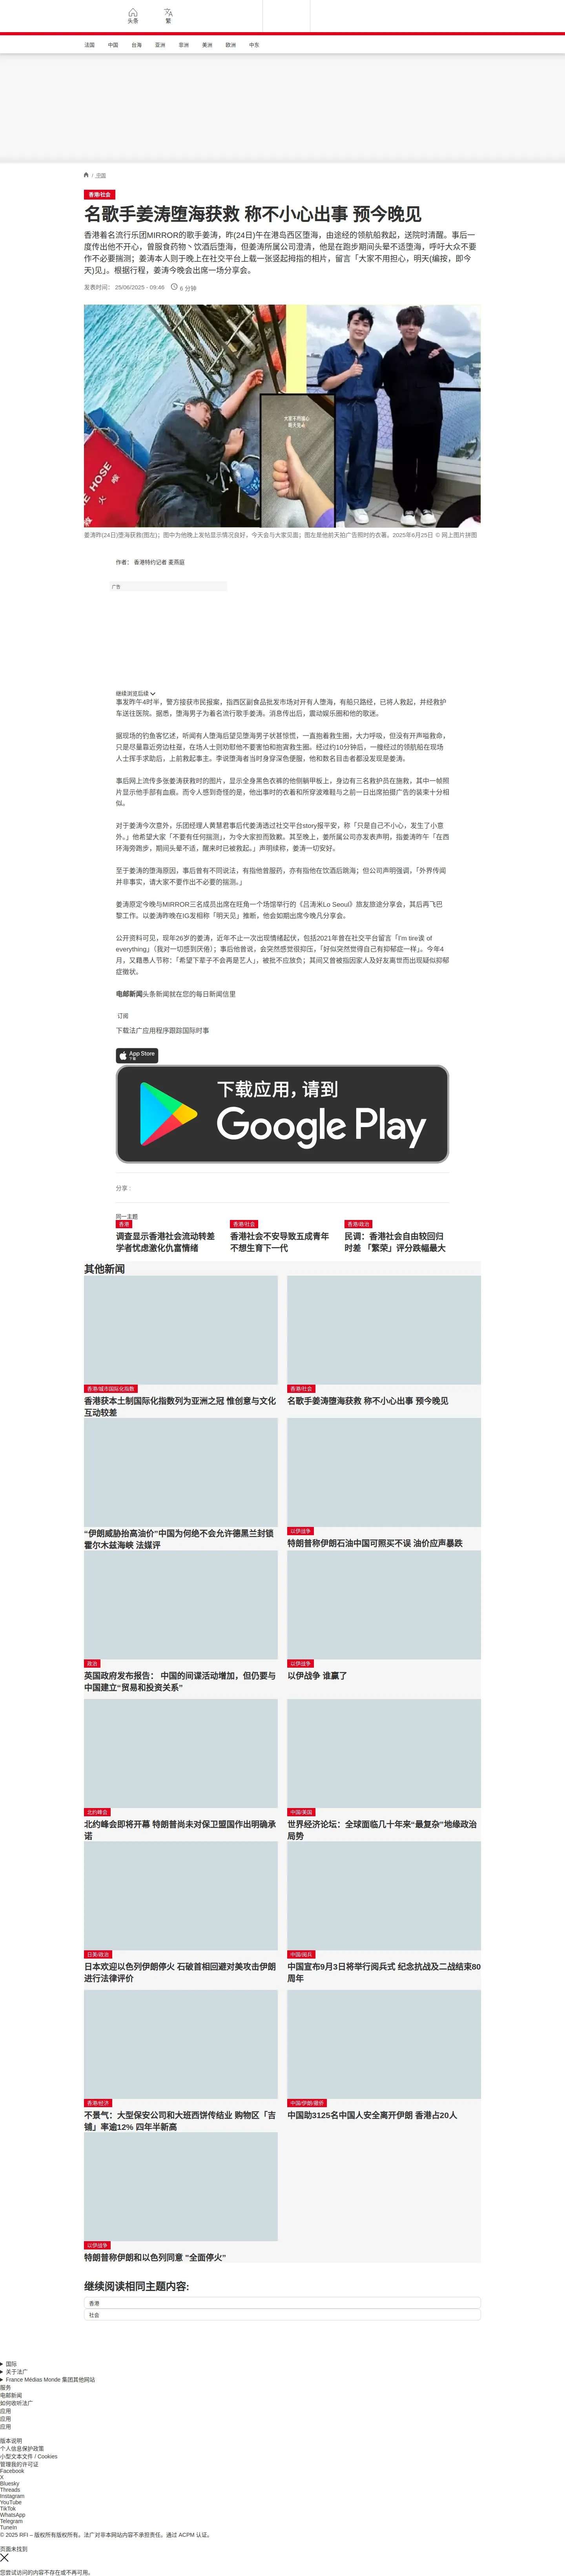 头条
繁
法国
中国
台海
亚洲
非洲
美洲
欧洲
中东
/ 中国
香港/社会
名歌手姜涛堕海获救 称不小心出事 预今晚见
香港着名流行乐团MIRROR的歌手姜涛，昨(24日)午在港岛西区堕海，由途经的领航船救起，送院时清醒。事后一
度传出他不开心，曾服食药物丶饮酒后堕海，但姜涛所属公司澄清，他是在跑步期间头晕不适堕海，呼吁大众不要
作不必要揣测；姜涛本人则于晚上在社交平台上载一张竖起拇指的相片，留言「大家不用担心，明天(编按，即今
天)见」。根据行程，姜涛今晚会出席一场分享会。
发表时间： 25/06/2025 - 09:46
6 分钟
E HOSE
火
救
大家不用担心
明天见
姜涛昨(24日)堕海获救(图左)；图中为他晚上发帖显示情况良好，今天会与大家见面；图左是他前天拍广告照时的衣着。2025年6月25日 © 网上图片拼图
作者： 香港特约记者 麦燕庭
广告
继续浏览后续
事发昨午4时半，警方接获市民报案，指西区副食品批发市场对开有人堕海，有船只路经，已将人救起，并经救护
车送往医院。据悉，堕海男子为着名流行歌手姜涛。消息传出后，震动娱乐圈和他的歌迷。
据现场的的鱼客忆述，听闻有人堕海后望见堕海男子状甚惊慌，一直抱着救生圈，大力呼吸，但没有开声嗌救命，
只是尽量靠近旁边柱趸，在场人士则劝慰他不要害怕和抱实救生圈。经过约10分钟后，一艘经过的领航船在现场
人士挥手求助后，上前救起事主。李说堕海者当时身穿深色便服，他和数名目击者都没发现是姜涛。
事后网上流传多张姜涛获救时的图片，显示全身黑色衣裤的他侧躺甲板上，身边有三名救护员在施救，其中一帧照
片显示他手部有血痕。而令人感到奇怪的是，他出事时的衣着和所穿波难鞋与之前一日出席拍摄广告的装束十分相
似。
对于姜涛今次意外，乐团经理人黄慧君事后代姜涛透过社交平台story报平安，称「只是自己不小心，发生了小意
外。」他希望大家「不要有任何揣测」，为令大家担而致歉。其至晚上，姜所属公司亦发表声明，指姜涛昨午「在西
环海旁跑步，期间头晕不适，醒来时已被救起。」声明续称，姜涛一切安好。
至于姜涛的堕海原因，事后曾有不同说法，有指他曾服药，亦有指他在饮酒后跳海；但公司声明强调，「外界传闻
并非事实，请大家不要作出不必要的揣测。」
姜涛原定今晚与MIRROR三名成员出席在旺角一个场馆举行的《吕涛米Lo Seoul》旅友旅途分享会，其后再飞巴
黎工作。以姜涛昨晚在IG发相称「明天见」推断，他会如期出席今晚凡分享会。
公开资料可见，现年26岁的姜涛，近年不止一次出现情绪起伏，包括2021年曾在社交平台留言「I'm tire诶 of
everything」（我对一切感到厌倦）；事后他曾说，会突然感觉很抑压，「好似突然觉得自己有抑郁症一样」。今年4
月，又藉愚人节称：「希望下辈子不会再是艺人」，被批不应放负；其间又曾被指因家人及好友离世而出现疑似抑郁
症徵状。
电邮新闻头条新闻就在您的每日新闻信里
订阅
下载法广应用程序跟踪国际时事
App Store
下载
下载应用，请到
Google Play
分享 :
同一主题
香港
调查显示香港社会流动转差
学者忧虑激化仇富情绪
香港/社会
香港社会不安导致五成青年
不想生育下一代
香港/政治
民调：香港社会自由较回归
时差 「繁荣」评分跌幅最大
其他新闻
香港/城市国际化指数
香港获本土制国际化指数列为亚洲之冠 惟创意与文化
互动较差
香港/社会
名歌手姜涛堕海获救 称不小心出事 预今晚见
“伊朗威胁抬高油价”中国为何绝不会允许德黑兰封锁
霍尔木兹海峡 法媒评
以伊战争
特朗普称伊朗石油中国可照买不误 油价应声暴跌
政治
英国政府发布报告： 中国的间谍活动增加，但仍要与
中国建立“贸易和投资关系”
以伊战争
以伊战争 谁赢了
北约峰会
北约峰会即将开幕 特朗普尚未对保卫盟国作出明确承
诺
中国/美国
世界经济论坛：全球面临几十年来“最复杂”地缘政治
局势
日美/政治
日本欢迎以色列伊朗停火 石破首相回避对美攻击伊朗
进行法律评价
中国/阅兵
中国宣布9月3日将举行阅兵式 纪念抗战及二战结束80
周年
香港/经济
不景气：大型保安公司和大班西饼传结业 购物区「吉
铺」率逾12% 四年半新高
中国/伊朗/撤侨
中国助3125名中国人安全离开伊朗 香港占20人
以伊战争
特朗普称伊朗和以色列同意 “全面停火”
继续阅读相同主题内容:
香港
社会
国际
关于法广
France Médias Monde 集团其他网站
服务
电邮新闻
如何收听法广
应用
应用
应用
版本说明
个人信息保护政策
小型文本文件 / Cookies
管理我的许可证
Facebook
X
Bluesky
Threads
Instagram
YouTube
TikTok
WhatsApp
Telegram
TuneIn
© 2025 RFI – 版权所有版权所有。法广对非本网站内容不承担责任。通过 ACPM 认证。
页面未找到
您尝试访问的内容不存在或不再可用。